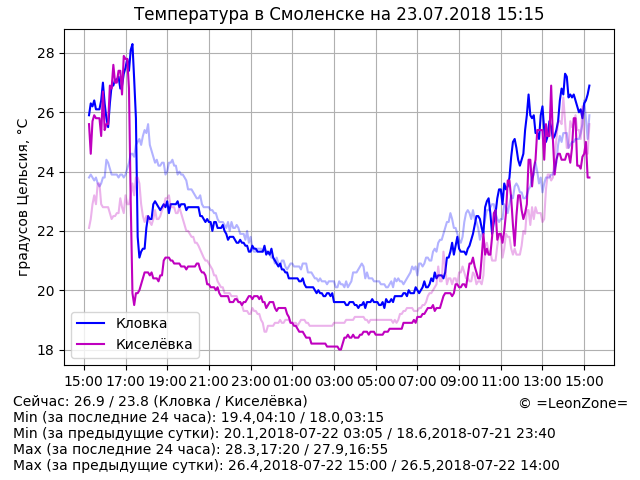 Температура в Смоленске на 23.07.2018 15:15
градусов Цельсия, °C
28
26
24
22
20
18
Кловка
Киселёвка
15:00 17:00 19:00 21:00 23:00 01:00 03:00 05:00 07:00 09:00 11:00 13:00 15:00
Сейчас: 26.9 / 23.8 (Кловка / Киселёвка)
© =LeonZone=
Min (за последние 24 часа): 19.4,04:10 / 18.0,03:15
Min (за предыдущие сутки): 20.1,2018-07-22 03:05 / 18.6,2018-07-21 23:40
Max (за последние 24 часа): 28.3,17:20 / 27.9,16:55
Max (за предыдущие сутки): 26.4,2018-07-22 15:00 / 26.5,2018-07-22 14:00